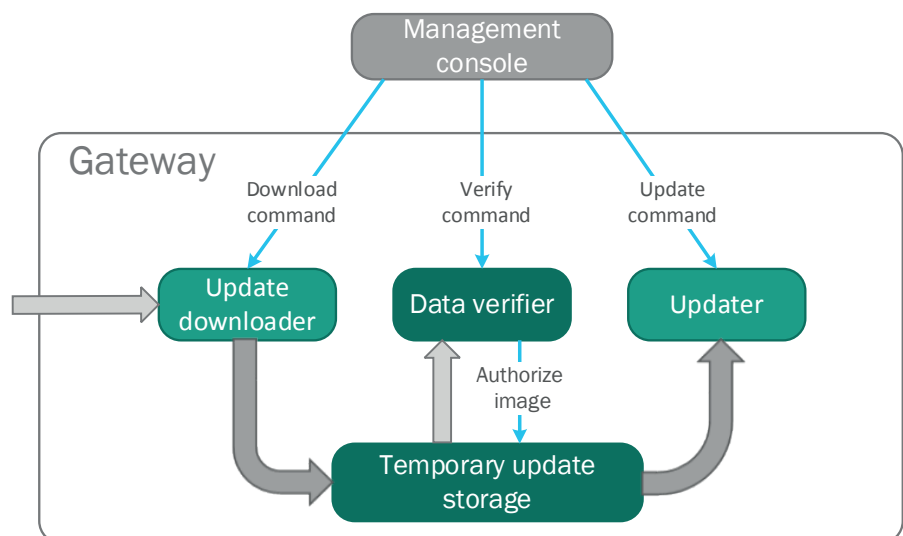 Management
console
Gateway
Download
command
Verify
command
Update
command
Update
downloader
Data verifier
Updater
Authorize
image
Temporary update
storage